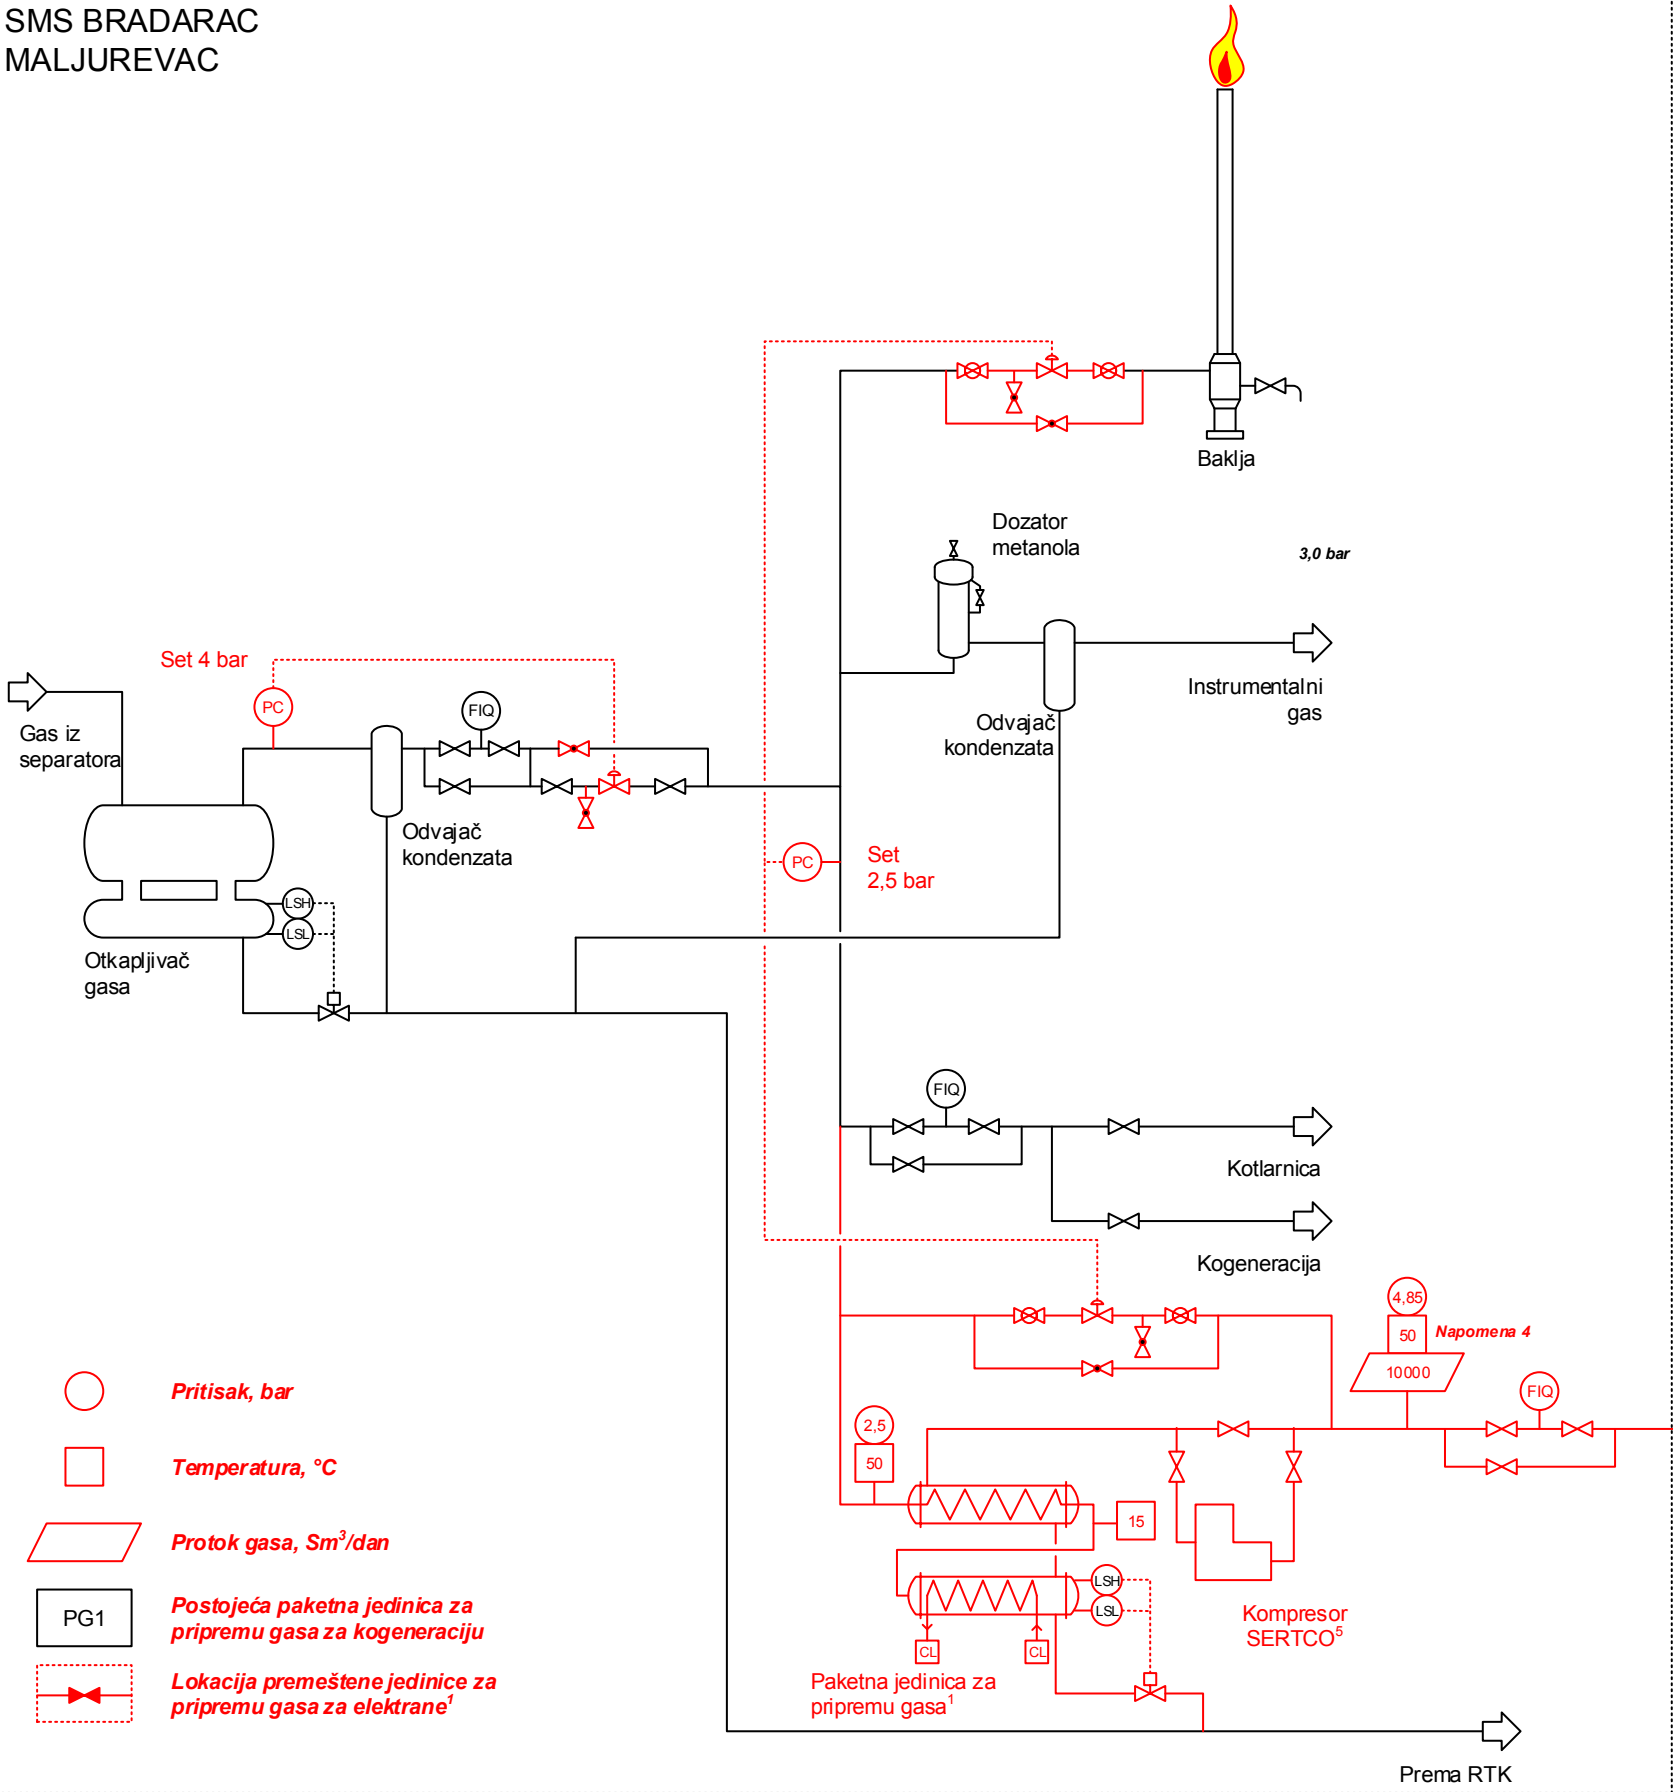 SMS BRADARAC
MALJUREVAC
Baklja
Dozator
metanola
3,0 bar
Set 4 bar
PC
FIQ
Gas iz
separatora
Instrumentalni
gas
Odvajač
kondenzata
Odvajač
kondenzata
PC
Set
2,5 bar
LSH
LSL
Otkapljivač
gasa
FIQ
Kotlarnica
Kogeneracija
4,85
50
Napomena 4
10000
FIQ
Pritisak, bar
2,5
50
Temperatura, °C
15
Protok gasa, Sm³/dan
LSH
LSL
PG1
Postojeća paketna jedinica za
pripremu gasa za kogeneraciju
Kompresor
SERTCO⁵
CL
CL
Lokacija premeštene jedinice za
pripremu gasa za elektrane¹
Paketna jedinica za
pripremu gasa¹
Prema RTK